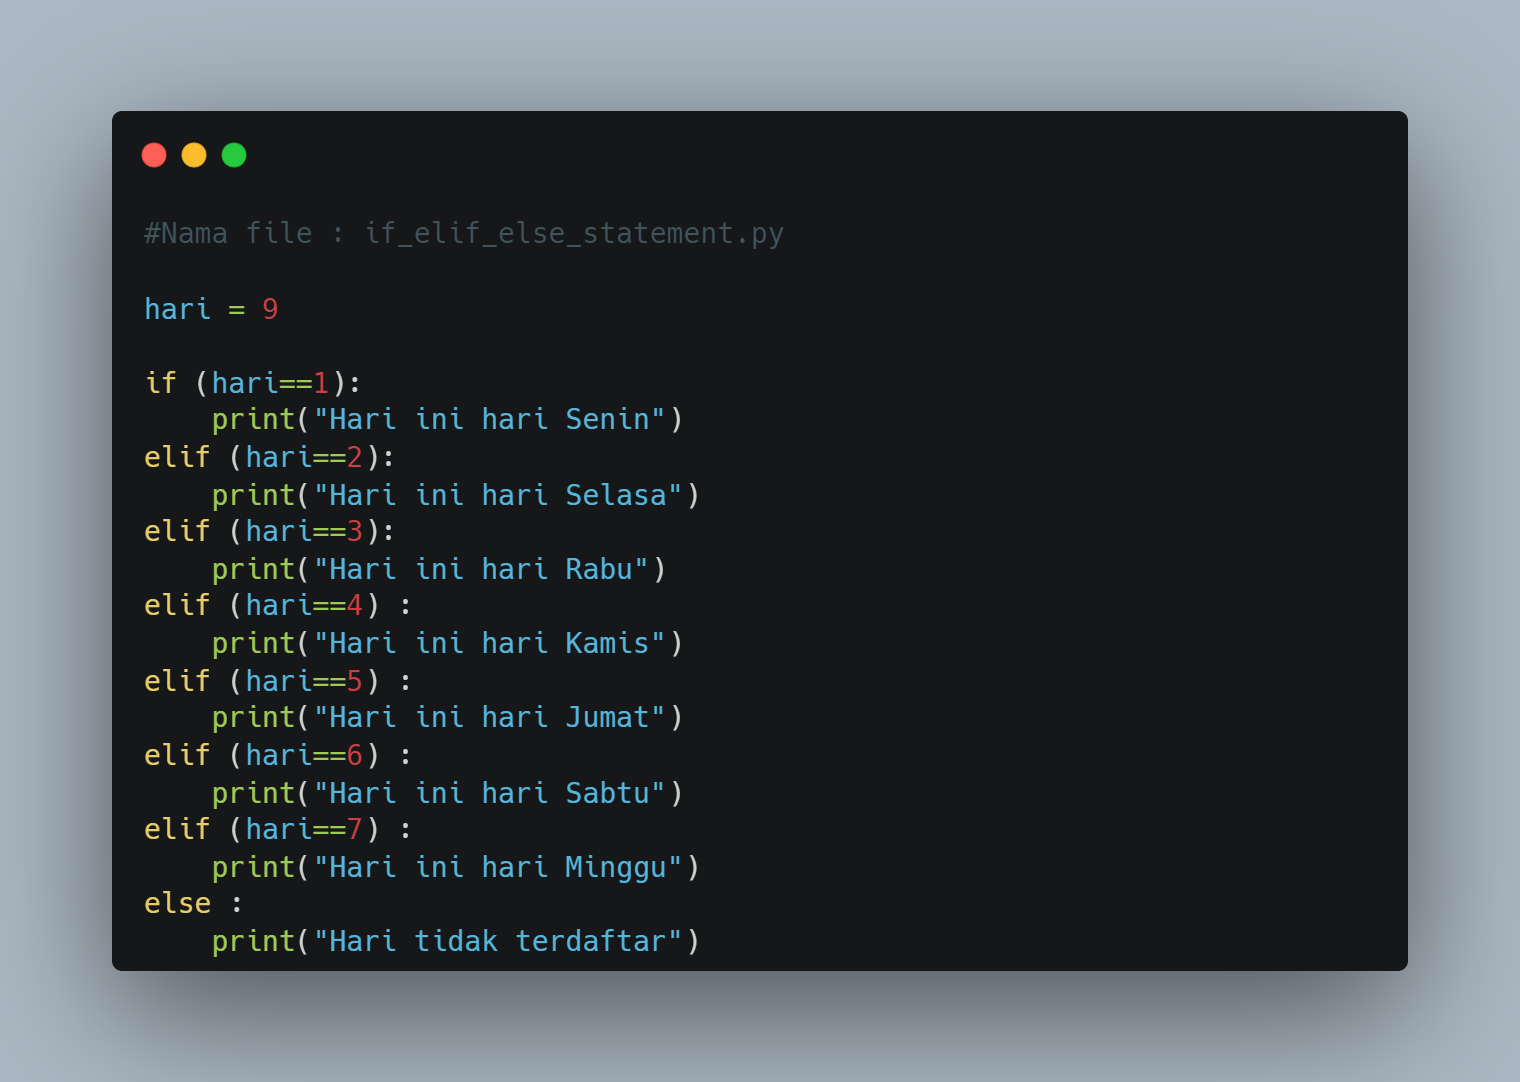 #Nama file : if_elif_else_statement.py
hari = 9
if (hari==1):
    print("Hari ini hari Senin")
elif (hari==2):
    print("Hari ini hari Selasa")
elif (hari==3):
    print("Hari ini hari Rabu")
elif (hari==4) :
    print("Hari ini hari Kamis")
elif (hari==5) :
    print("Hari ini hari Jumat")
elif (hari==6) :
    print("Hari ini hari Sabtu")
elif (hari==7) :
    print("Hari ini hari Minggu")
else :
    print("Hari tidak terdaftar")